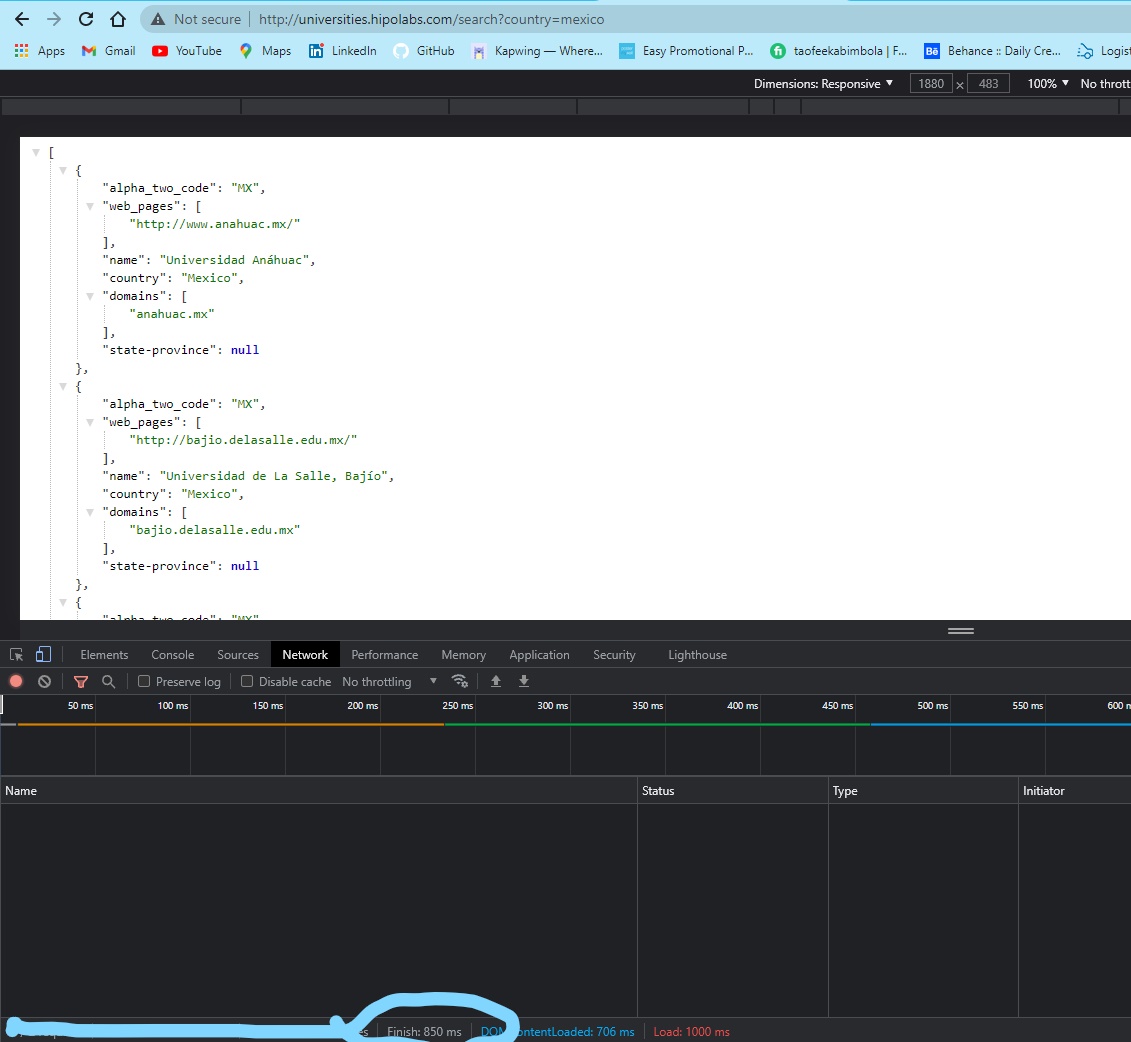 Not secure | http://universities.hipolabs.com/search?country=mexico
Apps Gmail YouTube Maps LinkedIn GitHub Kapwing — Where... Easy Promotional P... taofeekabimbola | F... Behance :: Daily Cre... Logist
Dimensions: Responsive ▼ 1880 x 483 100% ▼ No thrott
[
{
"alpha_two_code": "MX",
"web_pages": [
"http://www.anahuac.mx/"
],
"name": "Universidad Anáhuac",
"country": "Mexico",
"domains": [
"anahuac.mx"
],
"state-province": null
},
{
"alpha_two_code": "MX",
"web_pages": [
"http://bajio.delasalle.edu.mx/"
],
"name": "Universidad de La Salle, Bajío",
"country": "Mexico",
"domains": [
"bajio.delasalle.edu.mx"
],
"state-province": null
},
{
"alpha_two_code": "MX"
Elements Console Sources Network Performance Memory Application Security Lighthouse
Preserve log Disable cache No throttling ▼
50 ms 100 ms 150 ms 200 ms 250 ms 300 ms 350 ms 400 ms 450 ms 500 ms 550 ms 600 m
Name Status Type Initiator
Finish: 850 ms DOMContentLoaded: 706 ms Load: 1000 ms